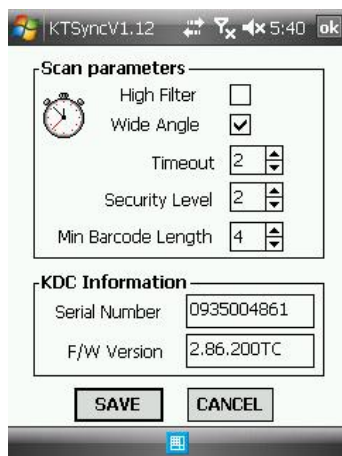 KTSyncV1.12 5:40 ok
Scan parameters
High Filter
Wide Angle
Timeout 2
Security Level 2
Min Barcode Length 4
KDC Information
Serial Number 0935004861
F/W Version 2.86.200TC
SAVE CANCEL